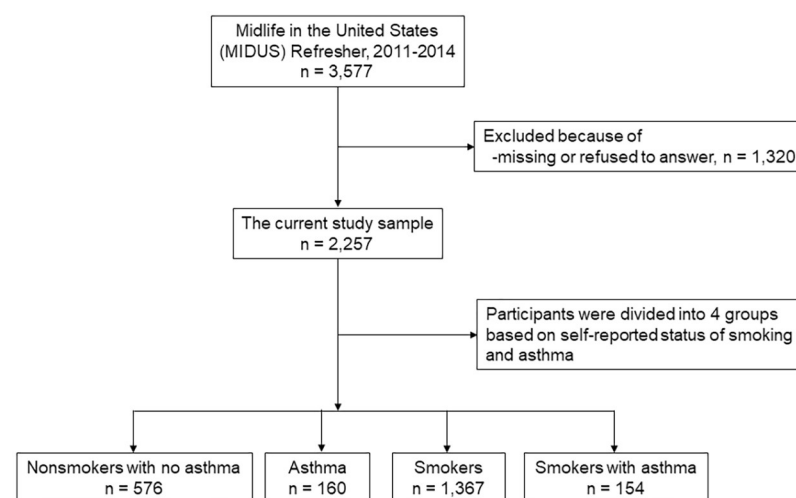 Midlife in the United States
(MIDUS) Refresher, 2011-2014
n = 3,577
Excluded because of
-missing or refused to answer, n = 1,320
The current study sample
n = 2,257
Participants were divided into 4 groups
based on self-reported status of smoking
and asthma
Nonsmokers with no asthma
n = 576
Asthma
n = 160
Smokers
n = 1,367
Smokers with asthma
n = 154